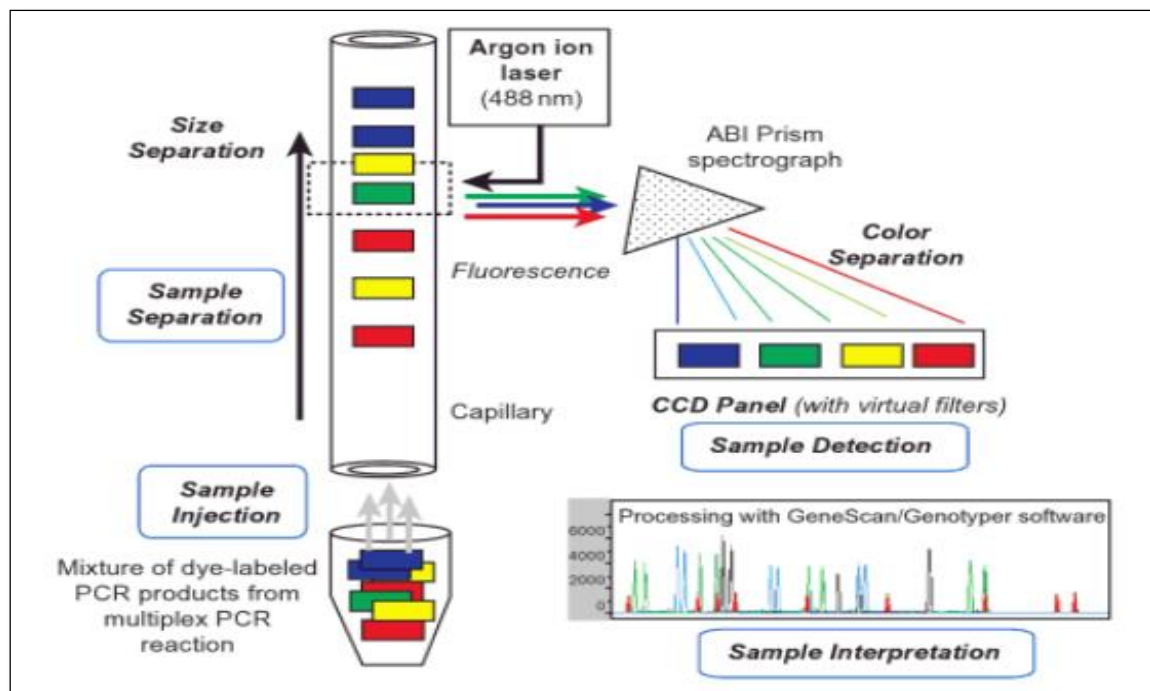 Argon ion
laser
(488 nm)
Size
Separation
ABI Prism
spectrograph
Color
Separation
Fluorescence
Sample
Separation
Capillary
CCD Panel (with virtual filters)
Sample Detection
Sample
Injection
Mixture of dye-labeled
PCR products from
multiplex PCR
reaction
Processing with GeneScan/Genotyper software
6000
4000
2000
0
Sample Interpretation